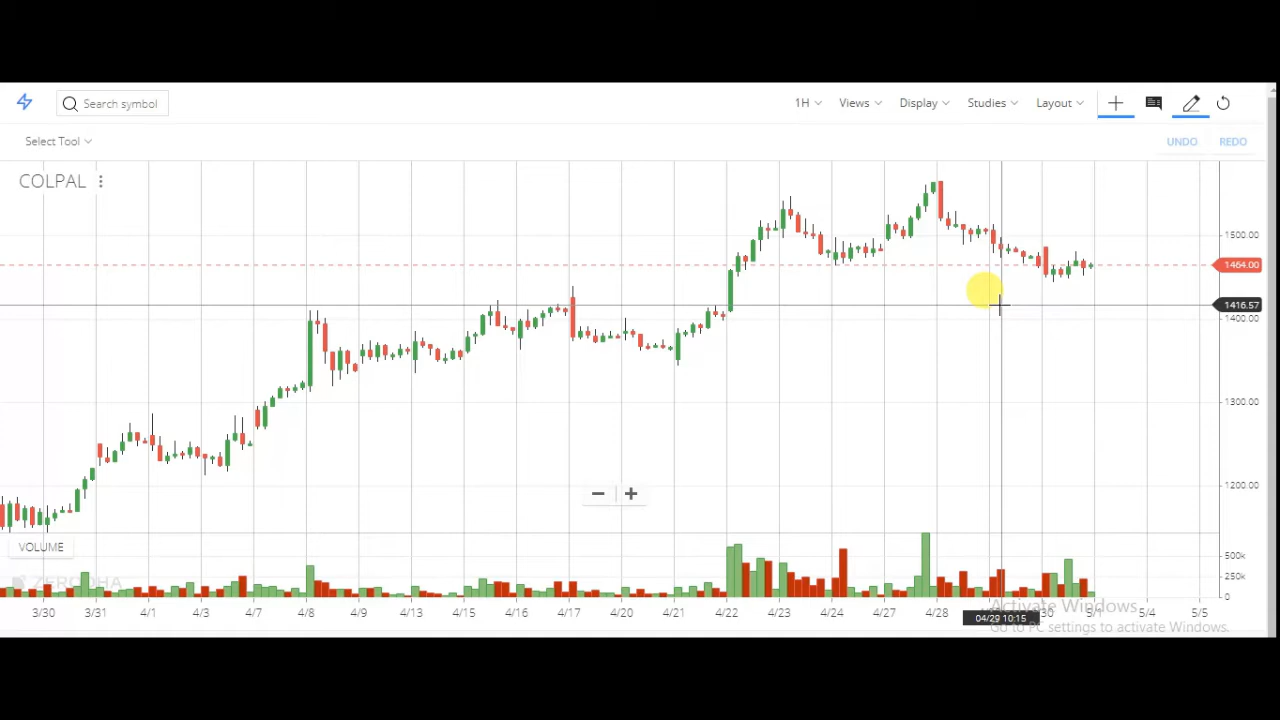 Search symbol
1H
Views
Display
Studies
Layout
Select Tool
UNDO
REDO
COLPAL
1500.00
1464.00
1416.57
1400.00
1300.00
1200.00
VOLUME
500k
250k
0
ZERODHA
3/30 3/31 4/1 4/3 4/7 4/8 4/13 4/15 4/16 4/17 4/20 4/21 4/22 4/23 4/24 4/27 4/28 30 5/1 5/4 5/5
04/29 10:15
Activate Windows
Go to PC settings to activate Windows.